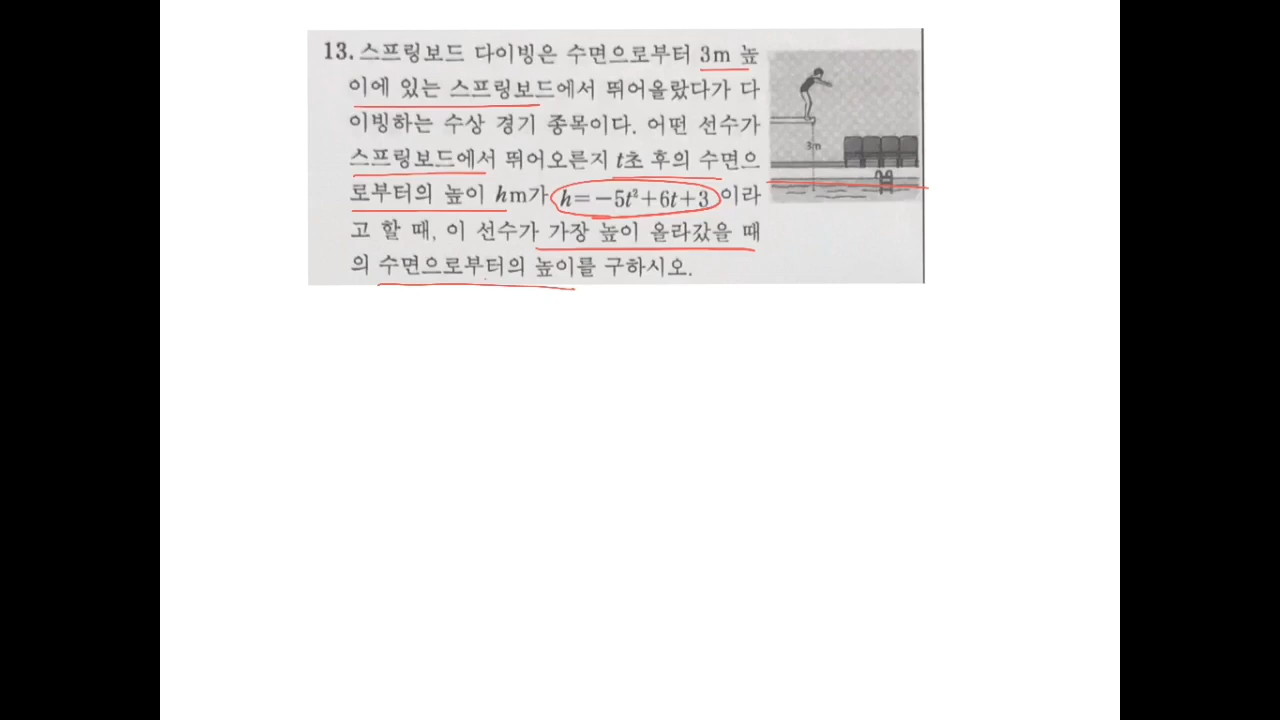 13. 스프링보드 다이빙은 수면으로부터 3m 높
이에 있는 스프링보드에서 뛰어올랐다가 다
이빙하는 수상 경기 종목이다. 어떤 선수가
스프링보드에서 뛰어오른지 t초 후의 수면으
로부터의 높이 hm가 h=-5t²+6t+3이라
고 할 때, 이 선수가 가장 높이 올라갔을 때
의 수면으로부터의 높이를 구하시오.
3m